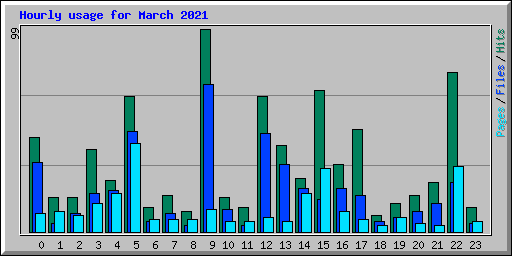 Hourly usage for March 2021
99
Pages / Files / Hits
0 1 2 3 4 5 6 7 8 9 10 11 12 13 14 15 16 17 18 19 20 21 22 23